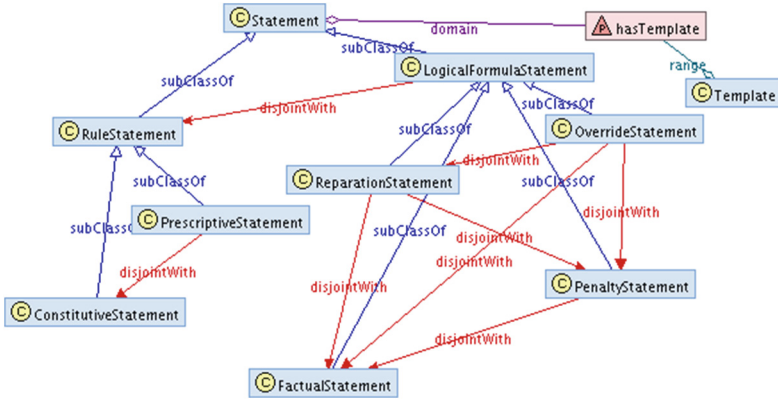 C Statement
domain
P hasTemplate
subClassOf
subClassOf
range
C LogicalFormulaStatement
C Template
disjointWith
C RuleStatement
subClassOf
subClassOf
C OverrideStatement
disjointWith
subClassOf
C ReparationStatement
subClassOf
C PrescriptiveStatement
disjointWith
subClassOf
subClassOf
disjointWith
disjointWith
disjointWith
C PenaltyStatement
C ConstitutiveStatement
disjointWith
C FactualStatement